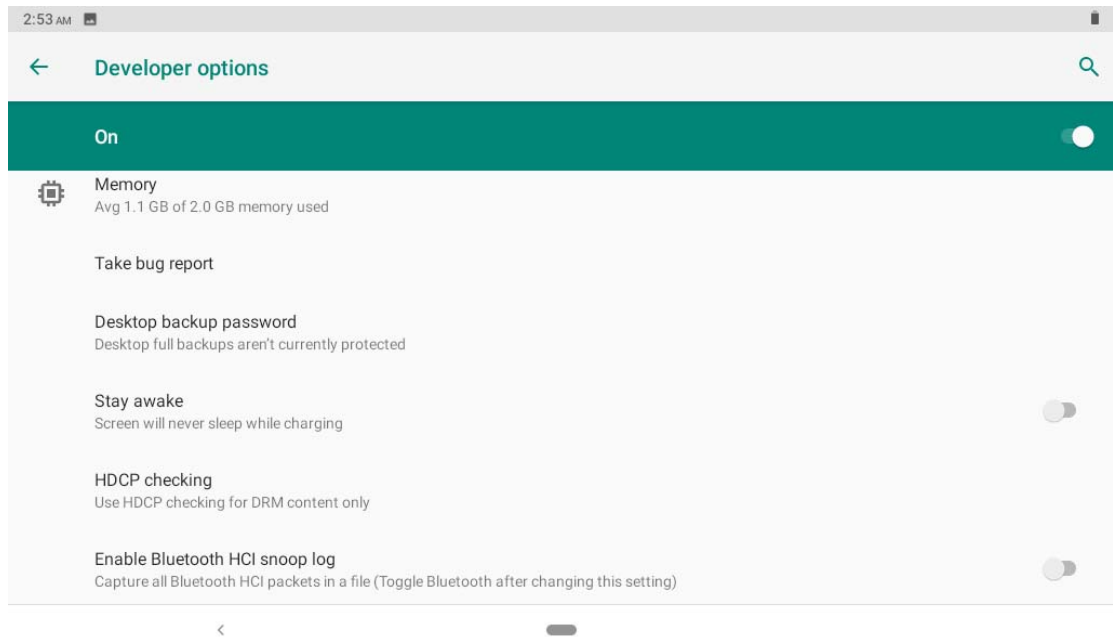 2:53 AM
Developer options
On
Memory
Avg 1.1 GB of 2.0 GB memory used
Take bug report
Desktop backup password
Desktop full backups aren't currently protected
Stay awake
Screen will never sleep while charging
HDCP checking
Use HDCP checking for DRM content only
Enable Bluetooth HCI snoop log
Capture all Bluetooth HCI packets in a file (Toggle Bluetooth after changing this setting)